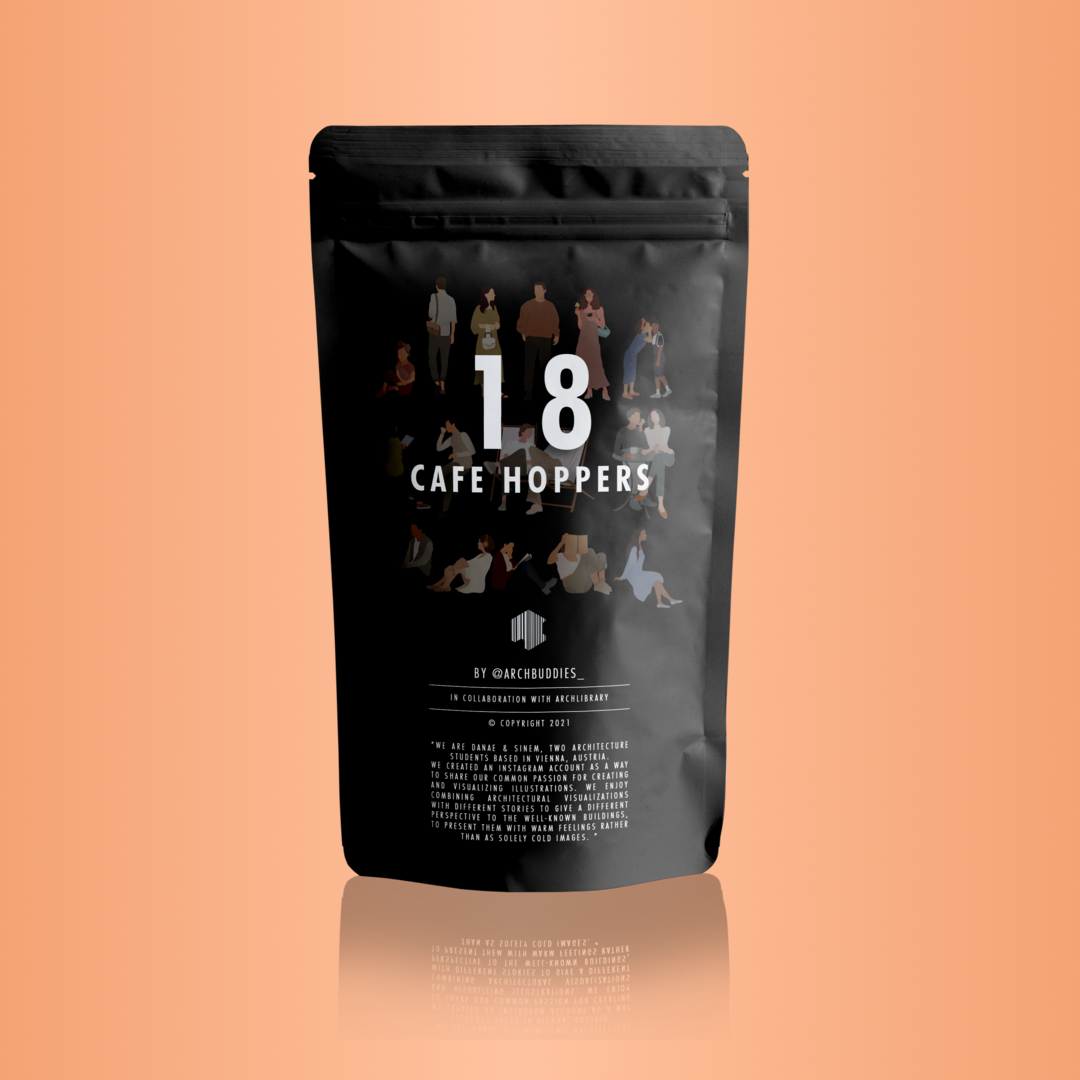 18
CAFE HOPPERS
BY @ARCHBUDDIES_
IN COLLABORATION WITH ARCHLIBRARY
© COPYRIGHT 2021
"WE ARE DANAE & SINEM, TWO ARCHITECTURE
STUDENTS BASED IN VIENNA, AUSTRIA.
WE CREATED AN INSTAGRAM ACCOUNT AS A WAY
TO SHARE OUR COMMON PASSION FOR CREATING
AND VISUALIZING ILLUSTRATIONS. WE ENJOY
COMBINING ARCHITECTURAL VISUALIZATIONS
WITH DIFFERENT STORIES TO GIVE A DIFFERENT
PERSPECTIVE TO THE WELL-KNOWN BUILDINGS,
TO PRESENT THEM WITH WARM FEELINGS RATHER
THAN AS SOLELY COLD IMAGES. "